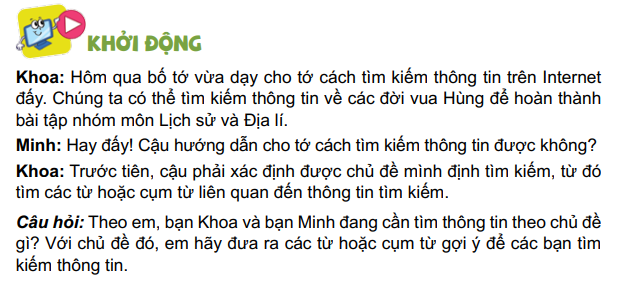 KHỞI ĐỘNG
Khoa: Hôm qua bố tớ vừa dạy cho tớ cách tìm kiếm thông tin trên Internet
đấy. Chúng ta có thể tìm kiếm thông tin về các đời vua Hùng để hoàn thành
bài tập nhóm môn Lịch sử và Địa lí.
Minh: Hay đấy! Cậu hướng dẫn cho tớ cách tìm kiếm thông tin được không?
Khoa: Trước tiên, cậu phải xác định được chủ đề mình định tìm kiếm, từ đó
tìm các từ hoặc cụm từ liên quan đến thông tin tìm kiếm.
Câu hỏi: Theo em, bạn Khoa và bạn Minh đang cần tìm thông tin theo chủ đề
gì? Với chủ đề đó, em hãy đưa ra các từ hoặc cụm từ gợi ý để các bạn tìm
kiếm thông tin.